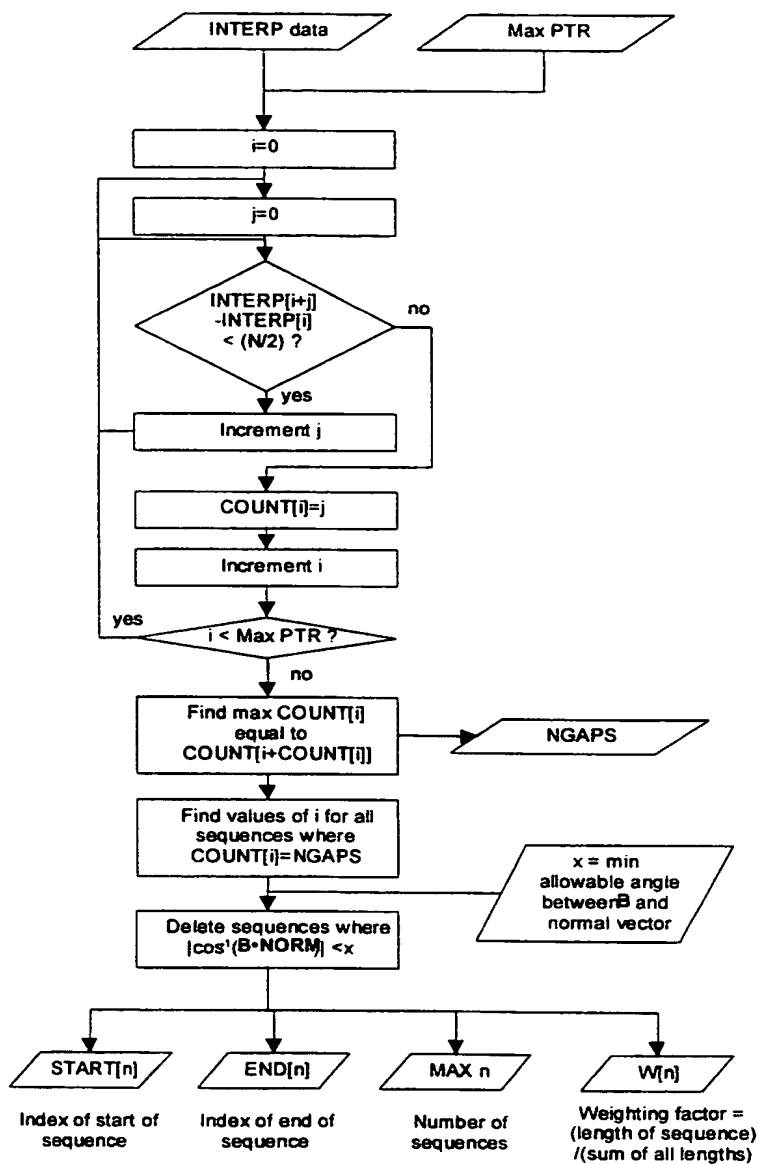 INTERP data
Max PTR
i=0
j=0
INTERP[i+j]
-INTERP[i]
< (N/2) ?
no
yes
Increment j
COUNT[i]=j
Increment i
yes
i < Max PTR ?
no
Find max COUNT[i]
equal to
COUNT[i+COUNT[i]]
NGAPS
Find values of i for all
sequences where
COUNT[i]=NGAPS
x = min
allowable angle
between B and
normal vector
Delete sequences where
|cos¹(B•NORM)| <x
START[n]
END[n]
MAX n
W[n]
Index of start of
sequence
Index of end of
sequence
Number of
sequences
Weighting factor =
(length of sequence)
/(sum of all lengths)